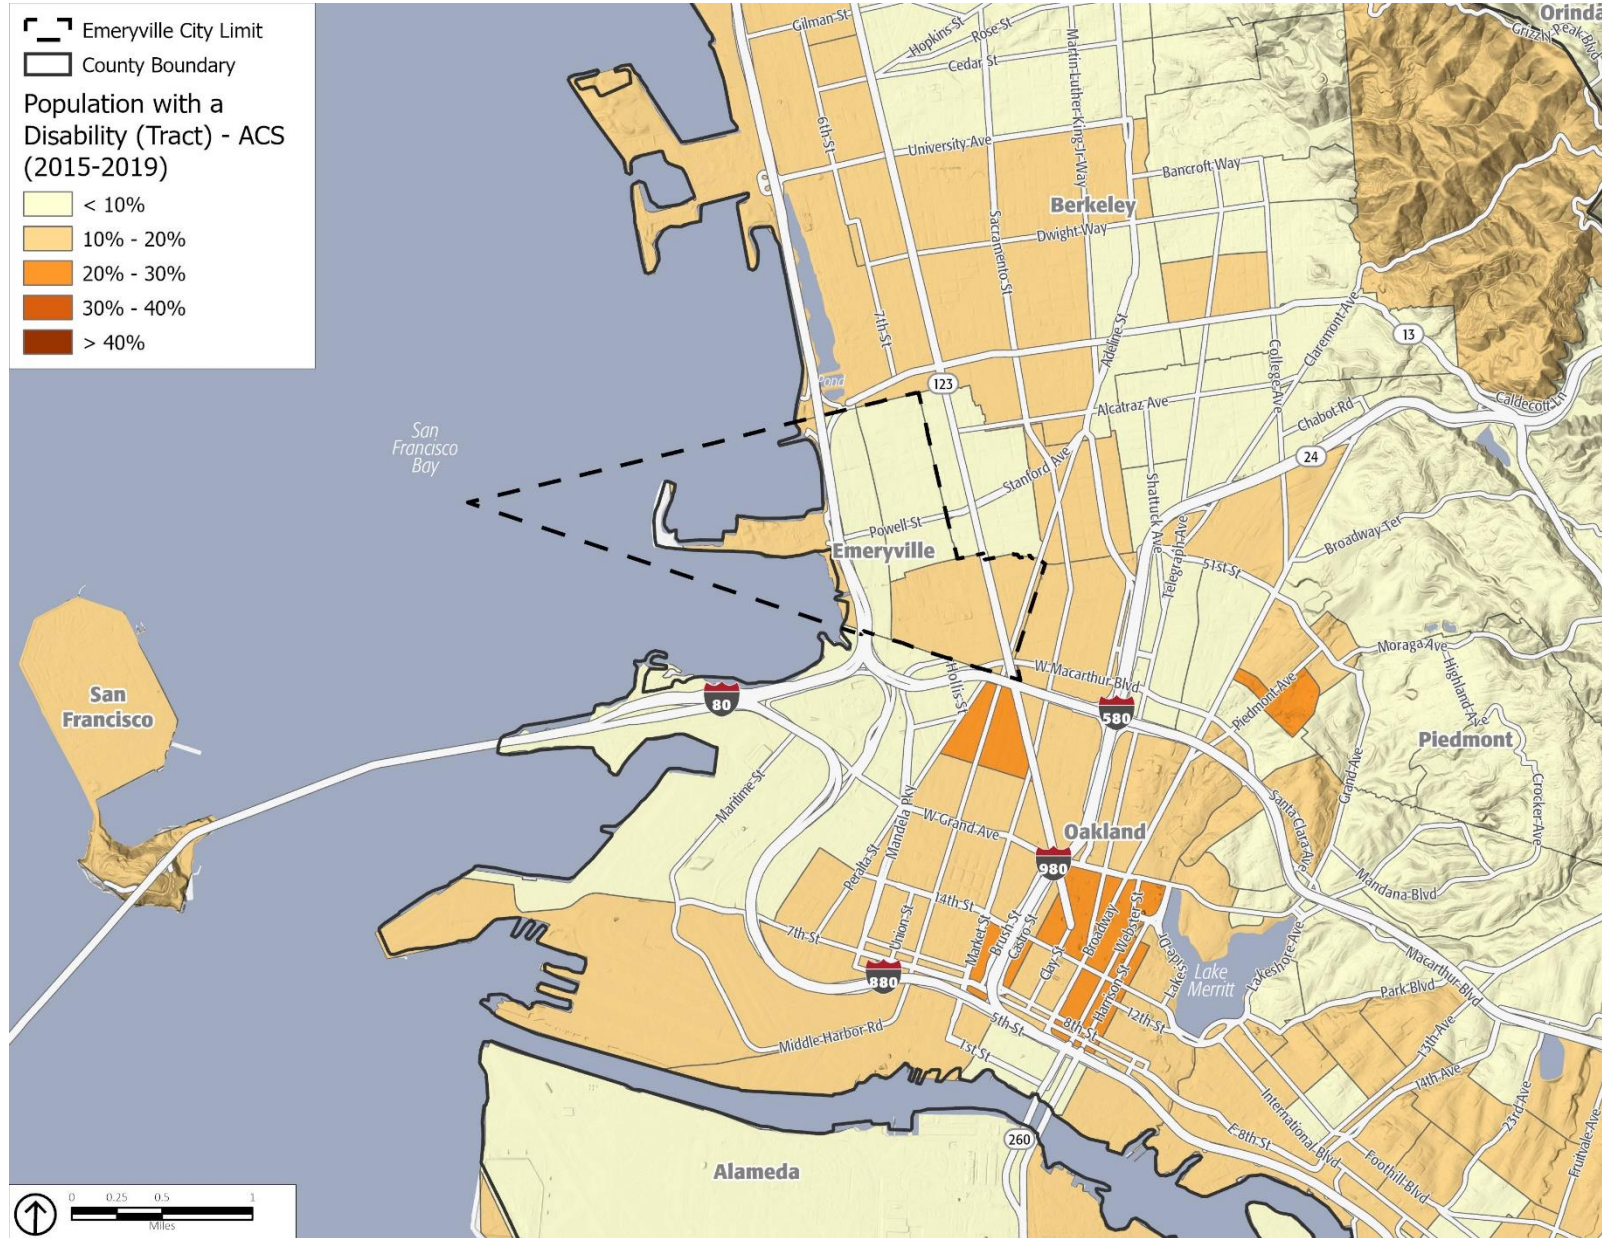 Emeryville City Limit
County Boundary
Population with a
Disability (Tract) - ACS
(2015-2019)
< 10%
10% - 20%
20% - 30%
30% - 40%
> 40%
Gilman St
Hopkins St
Rose St
Cedar St
Martin Luther King Jr Way
Orinda
Grizzly Peak Blvd
6th St
University Ave
Bancroft Way
Berkeley
Sacramento St
Dwight Way
7th St
Adeline St
College Ave
Claremont Ave
13
Pond
123
Alcatraz Ave
Chabot Rd
Caldecott Ln
24
San
Francisco
Bay
Stanford Ave
Shattuck Ave
Telegraph Ave
Powell St
Emeryville
Broadway Ter
51st St
Moraga Ave
Highland Ave
Hollis St
W Macarthur Blvd
Piedmont Ave
San
Francisco
80
580
Piedmont
Grand Ave
Crocker Ave
Maritime St
Mandela Pky
W Grand Ave
Oakland
Santa Clara Ave
980
Peralta St
Mandana Blvd
14th St
Union St
Market St
Brush St
Castro St
Clay St
Broadway
Webster St
7th St
Lakeside Dr
Lake
Merritt
Lakeshore Ave
Macarthur Blvd
880
Harrison St
Park Blvd
12th St
8th St
5th St
1st St
Middle Harbor Rd
13th Ave
14th Ave
23rd Ave
International Blvd
E 8th St
Foothill Blvd
Fruitvale Ave
260
Alameda
0 0.25 0.5 1
Miles